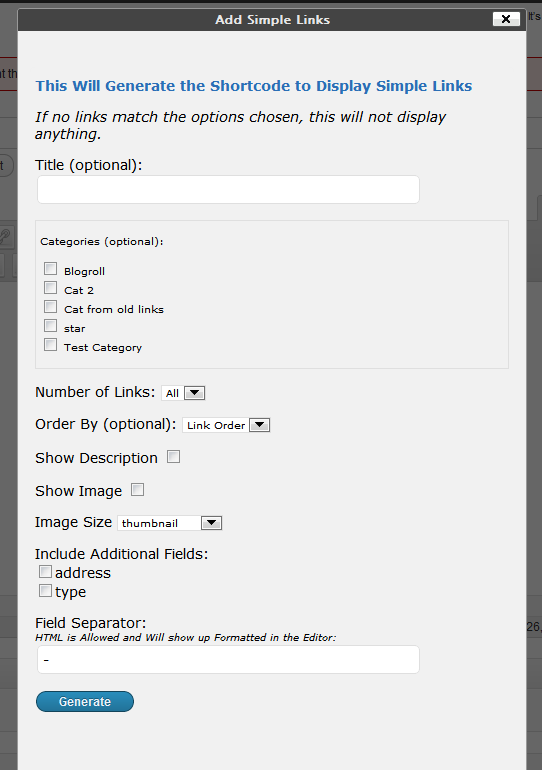 Add Simple Links
It's
t th
This Will Generate the Shortcode to Display Simple Links
If no links match the options chosen, this will not display
anything.
Title (optional):
t
Categories (optional):
Blogroll
Cat 2
Cat from old links
star
Test Category
Number of Links: All
Order By (optional): Link Order
Show Description
Show Image
Image Size thumbnail
Include Additional Fields:
address
type
Field Separator:
26,
HTML is Allowed and Will show up Formatted in the Editor:
-
Generate